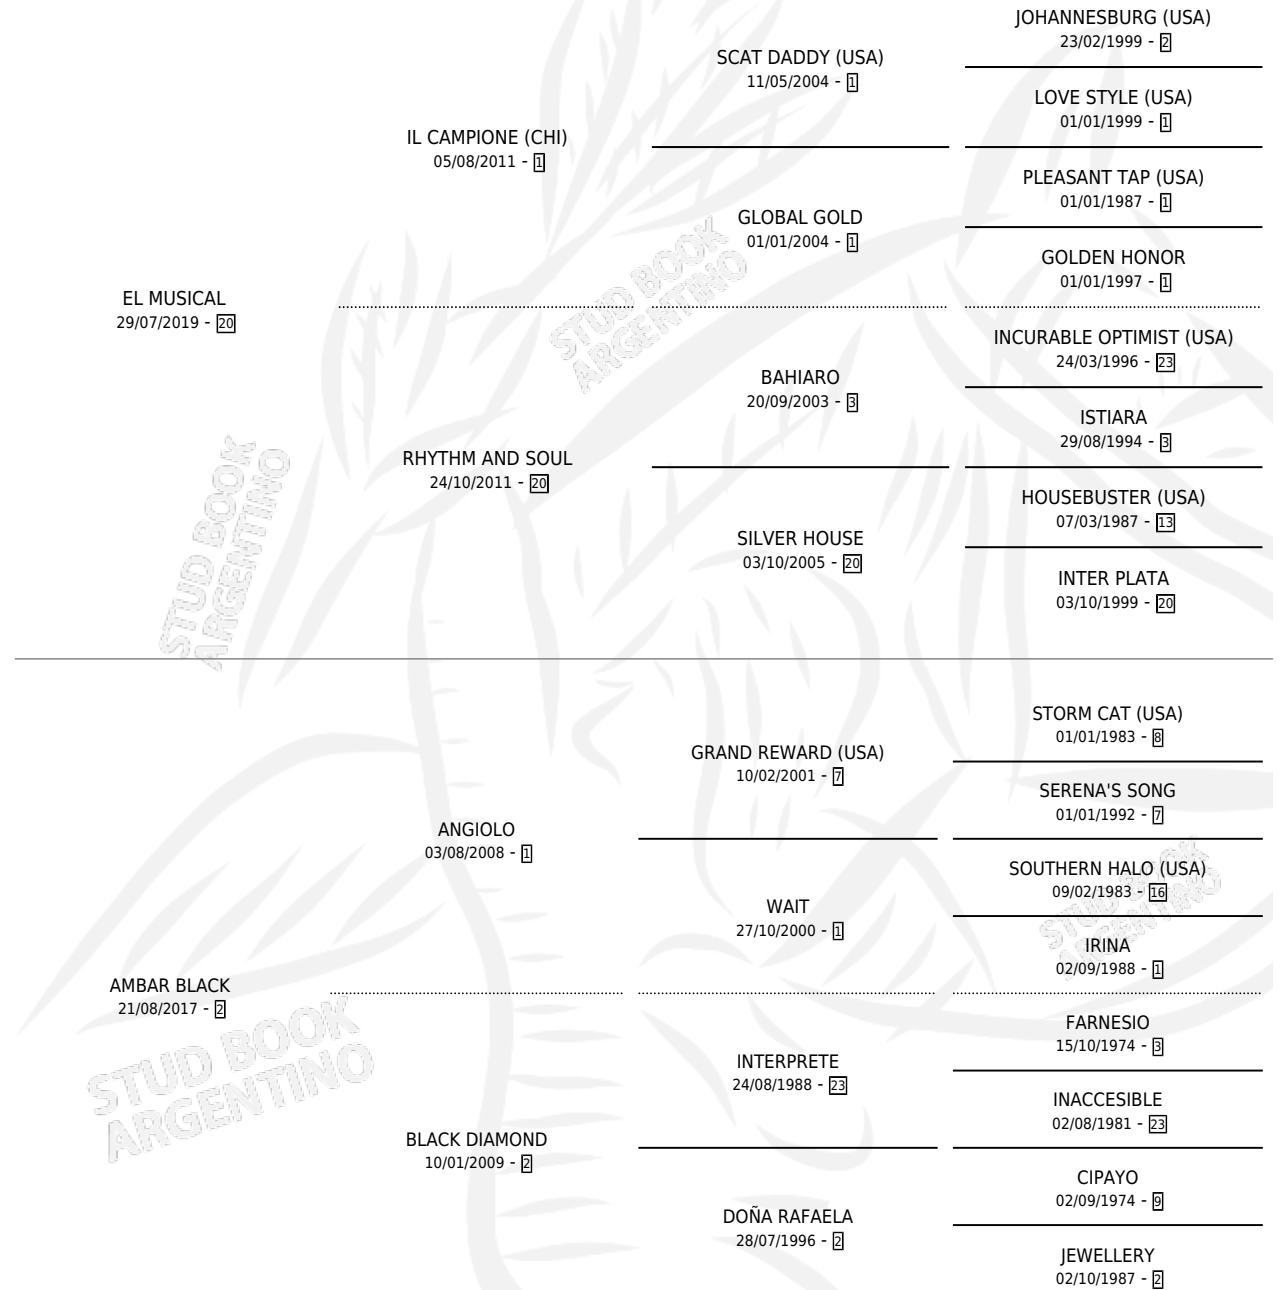 JOHANNESBURG (USA)
23/02/1999 - 2
SCAT DADDY (USA)
11/05/2004 - 1
LOVE STYLE (USA)
01/01/1999 - 1
IL CAMPIONE (CHI)
05/08/2011 - 1
PLEASANT TAP (USA)
01/01/1987 - 1
GLOBAL GOLD
01/01/2004 - 1
GOLDEN HONOR
01/01/1997 - 1
EL MUSICAL
29/07/2019 - 20
INCURABLE OPTIMIST (USA)
24/03/1996 - 23
BAHIARO
20/09/2003 - 3
ISTIARA
29/08/1994 - 3
RHYTHM AND SOUL
24/10/2011 - 20
HOUSEBUSTER (USA)
07/03/1987 - 13
SILVER HOUSE
03/10/2005 - 20
INTER PLATA
03/10/1999 - 20
STORM CAT (USA)
01/01/1983 - 8
GRAND REWARD (USA)
10/02/2001 - 7
SERENA'S SONG
01/01/1992 - 7
ANGIOLO
03/08/2008 - 1
SOUTHERN HALO (USA)
09/02/1983 - 16
WAIT
27/10/2000 - 1
IRINA
02/09/1988 - 1
AMBAR BLACK
21/08/2017 - 2
FARNESIO
15/10/1974 - 3
INTERPRETE
24/08/1988 - 23
INACCESIBLE
02/08/1981 - 23
BLACK DIAMOND
10/01/2009 - 2
CIPAYO
02/09/1974 - 9
DOÑA RAFAELA
28/07/1996 - 2
JEWELLERY
02/10/1987 - 2
STUD BOOK
ARGENTINO
STUD BOOK
ARGENTINO
STUD BOOK
ARGENTINO
STUD BOOK
ARGENTINO